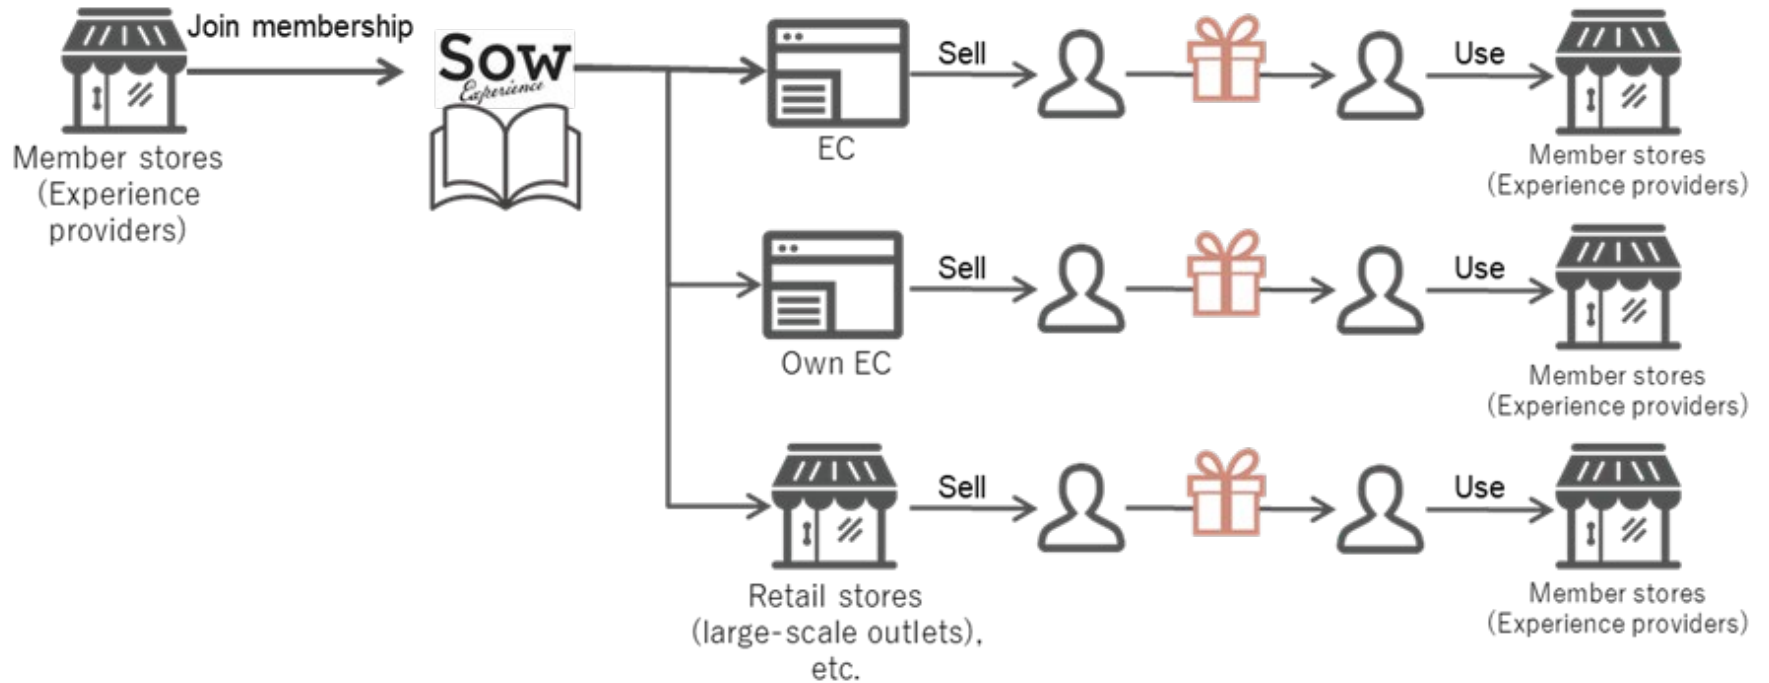 Join membership
Sow
Experience
Member stores
(Experience
providers)
EC
Sell
Use
Member stores
(Experience providers)
Own EC
Sell
Use
Member stores
(Experience providers)
Retail stores
(large-scale outlets),
etc.
Sell
Use
Member stores
(Experience providers)